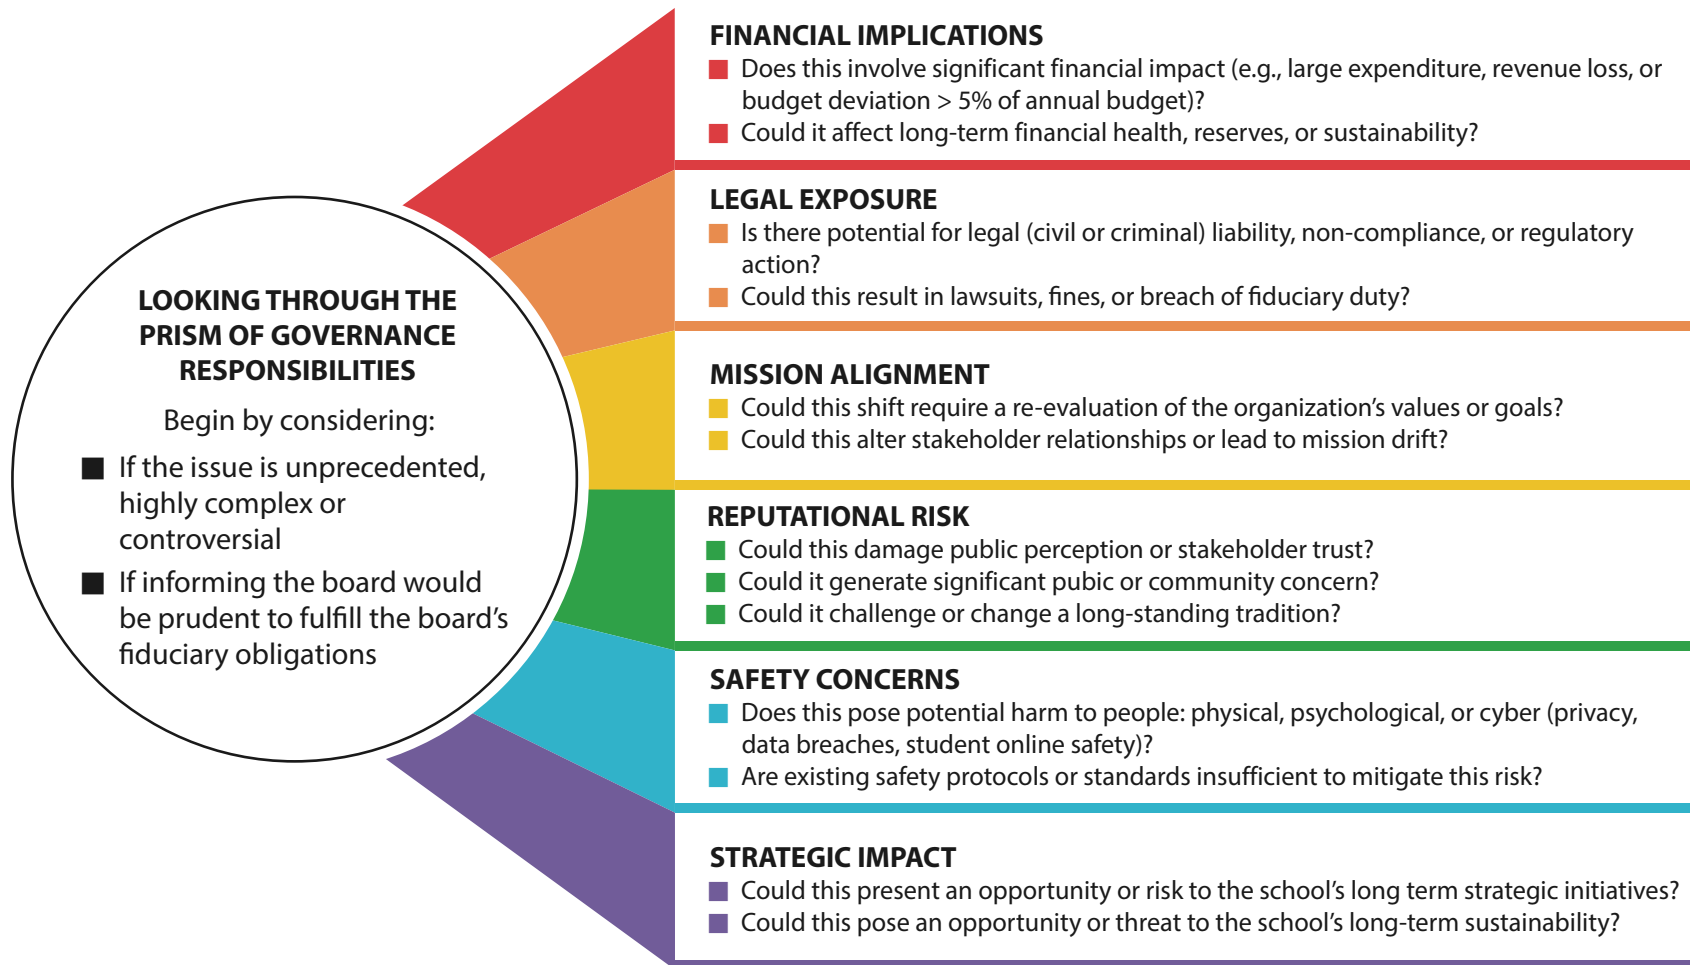 LOOKING THROUGH THE
PRISM OF GOVERNANCE
RESPONSIBILITIES
Begin by considering:
If the issue is unprecedented,
highly complex or
controversial
If informing the board would
be prudent to fulfill the board's
fiduciary obligations
FINANCIAL IMPLICATIONS
Does this involve significant financial impact (e.g., large expenditure, revenue loss, or
budget deviation > 5% of annual budget)?
Could it affect long-term financial health, reserves, or sustainability?
LEGAL EXPOSURE
Is there potential for legal (civil or criminal) liability, non-compliance, or regulatory
action?
Could this result in lawsuits, fines, or breach of fiduciary duty?
MISSION ALIGNMENT
Could this shift require a re-evaluation of the organization's values or goals?
Could this alter stakeholder relationships or lead to mission drift?
REPUTATIONAL RISK
Could this damage public perception or stakeholder trust?
Could it generate significant pubic or community concern?
Could it challenge or change a long-standing tradition?
SAFETY CONCERNS
Does this pose potential harm to people: physical, psychological, or cyber (privacy,
data breaches, student online safety)?
Are existing safety protocols or standards insufficient to mitigate this risk?
STRATEGIC IMPACT
Could this present an opportunity or risk to the school's long term strategic initiatives?
Could this pose an opportunity or threat to the school's long-term sustainability?